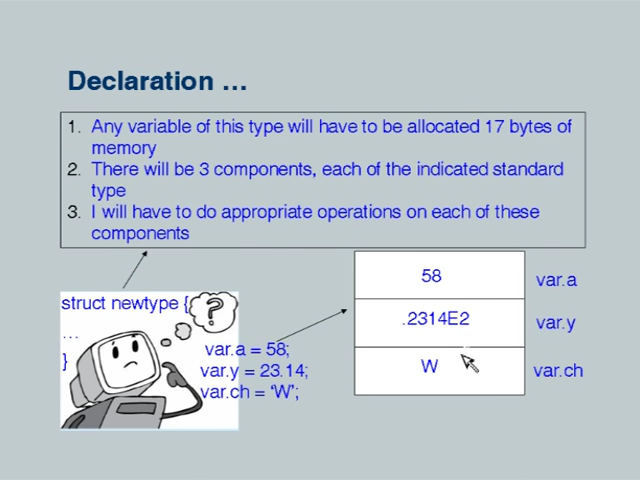 Declaration …
1. Any variable of this type will have to be allocated 17 bytes of
memory
2. There will be 3 components, each of the indicated standard
type
3. I will have to do appropriate operations on each of these
components
struct newtype {
…
}
?
var.a = 58;
var.y = 23.14;
var.ch = ‘W’;
58
var.a
.2314E2
var.y
W
var.ch